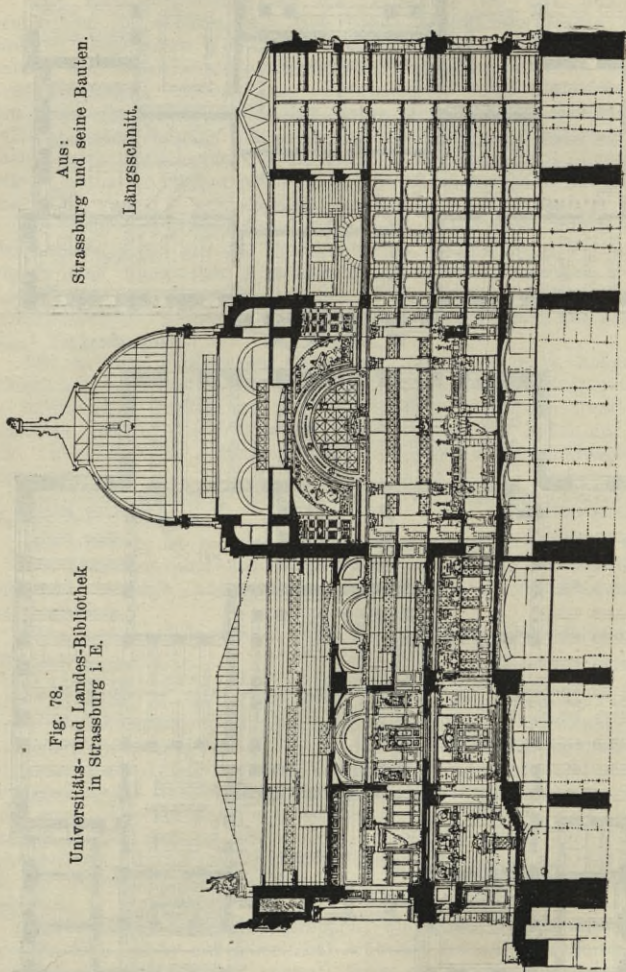 Fig. 78.
Universitäts- und Landes-Bibliothek
in Strassburg i. E.
Aus:
Strassburg und seine Bauten.
Längsschnitt.